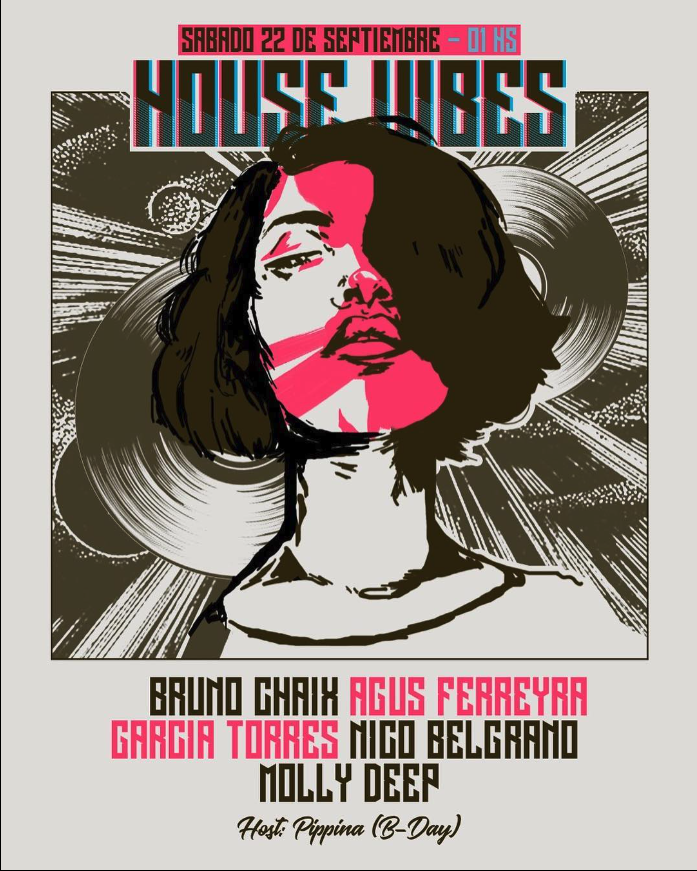 SABADO 22 DE SEPTIEMBRE - 01 HS
HOUSE VIBES
BRUNO CHAIX AGUS FERREYRA
GARCIA TORRES NICO BELGRANO
MOLLY DEEP
Host: Pippina (B-Day)